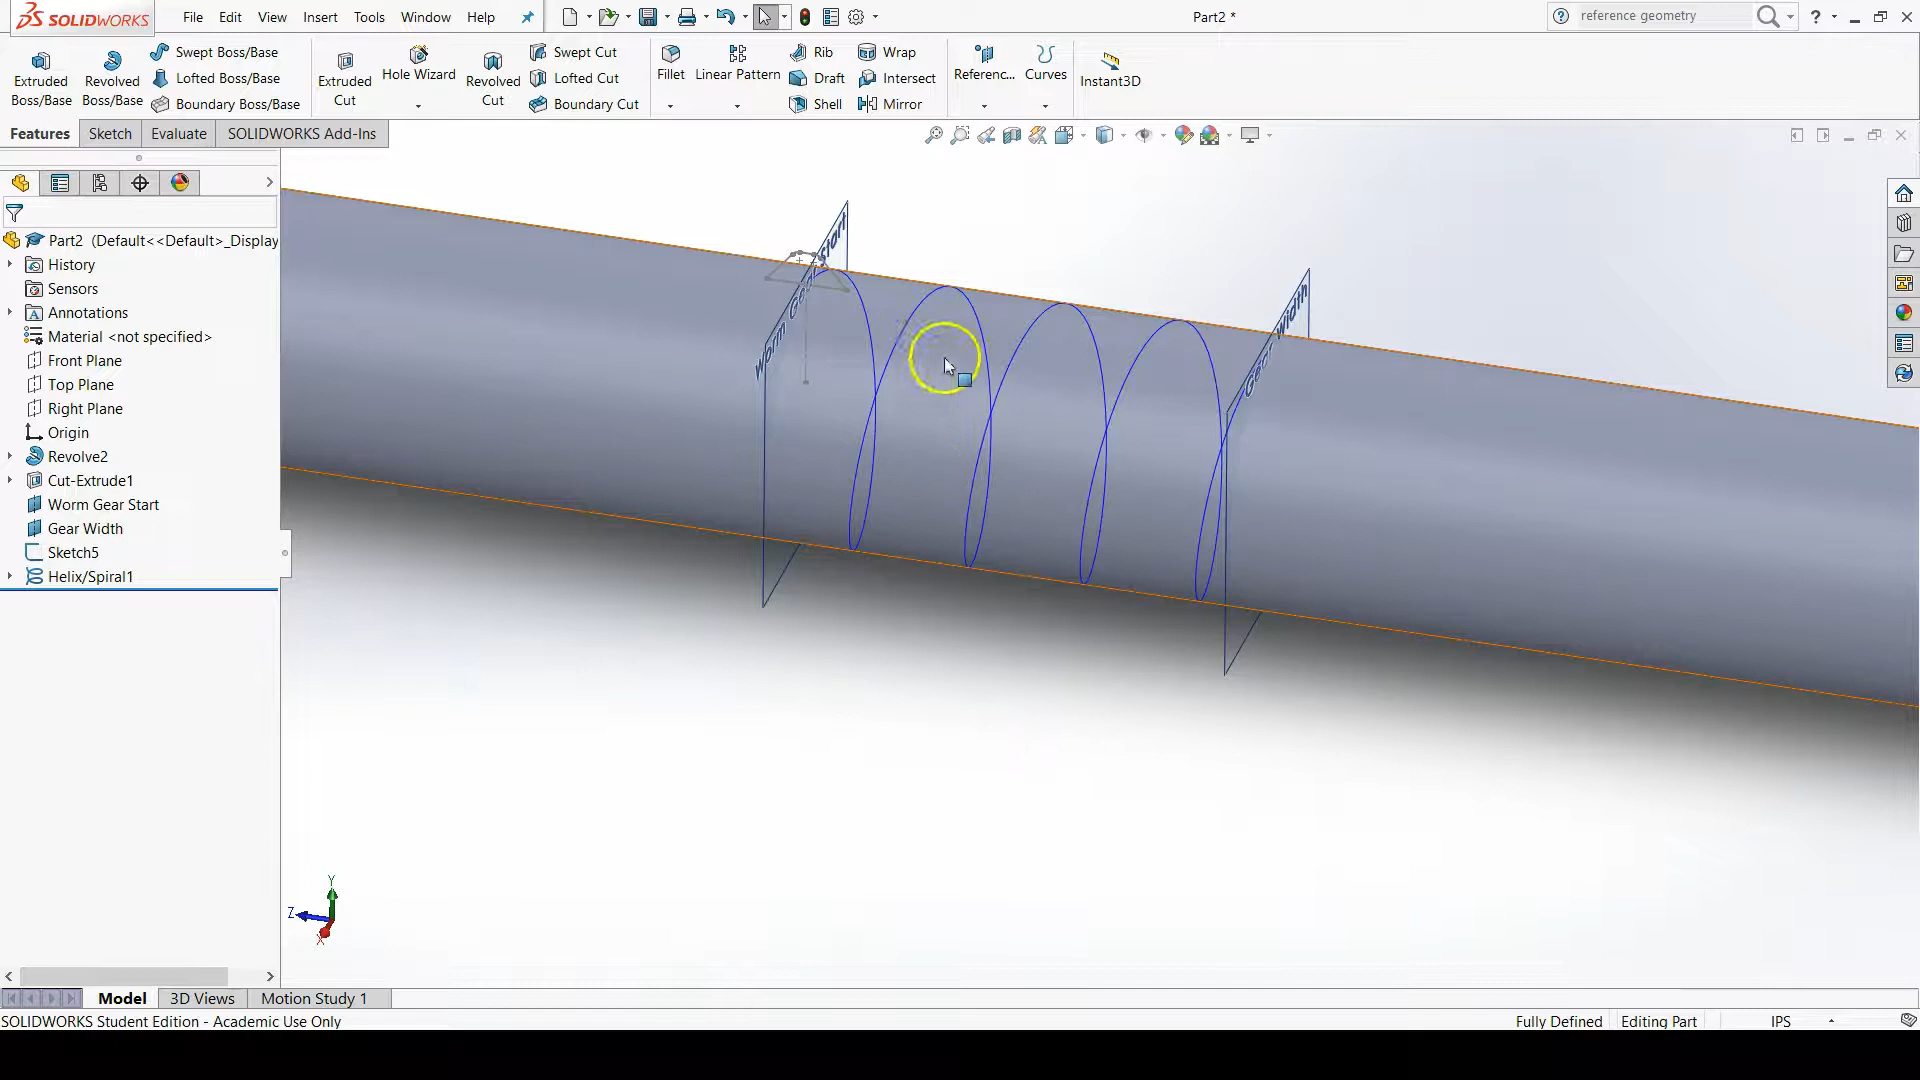 SOLIDWORKS File Edit View Insert Tools Window Help Part2 * reference geometry ?
Extruded Boss/Base
Revolved Boss/Base
Swept Boss/Base
Lofted Boss/Base
Boundary Boss/Base
Extruded Cut
Hole Wizard
Revolved Cut
Swept Cut
Lofted Cut
Boundary Cut
Fillet
Linear Pattern
Rib
Draft
Shell
Wrap
Intersect
Mirror
Referenc...
Curves
Instant3D
Features Sketch Evaluate SOLIDWORKS Add-Ins
Part2 (Default<<Default>_Display
History
Sensors
Annotations
Material <not specified>
Front Plane
Top Plane
Right Plane
Origin
Revolve2
Cut-Extrude1
Worm Gear Start
Gear Width
Sketch5
Helix/Spiral1
Worm Gear Start
Gear Width
Y
Z
X
Model 3D Views Motion Study 1
SOLIDWORKS Student Edition - Academic Use Only Fully Defined Editing Part IPS